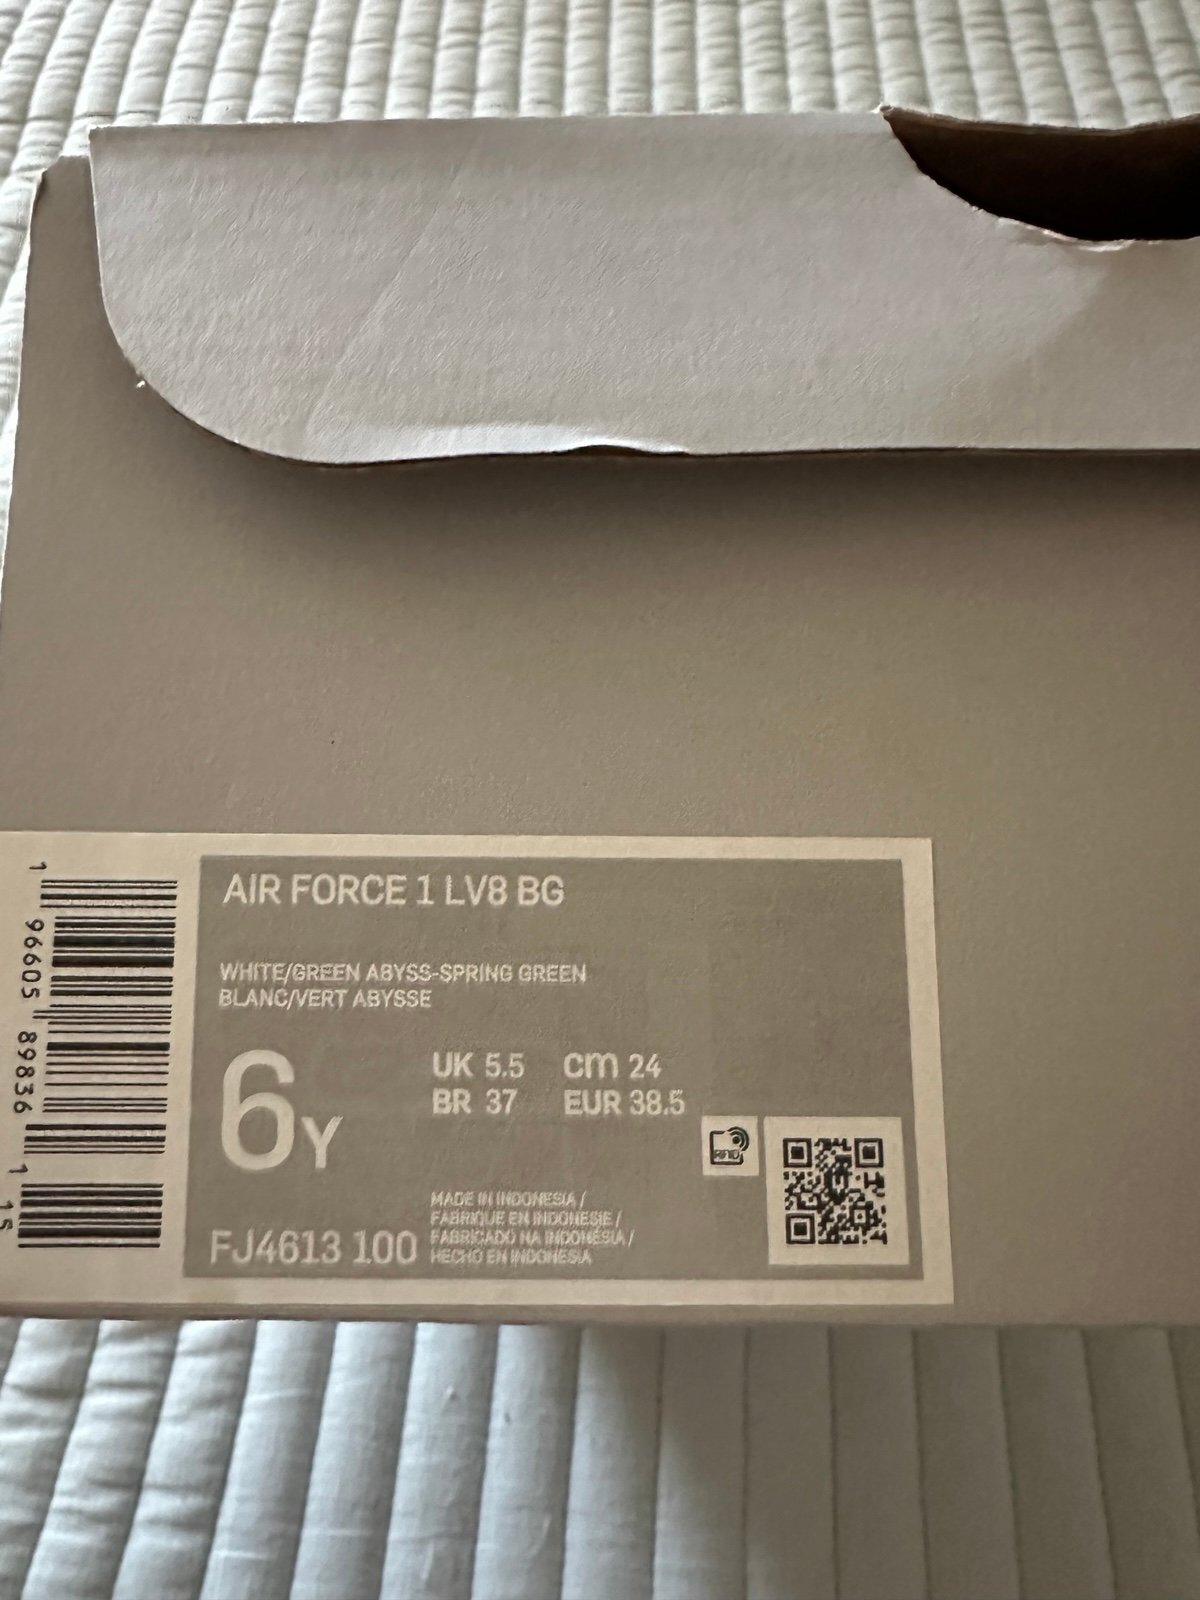 AIR FORCE 1 LV8 BG
WHITE/GREEN ABYSS-SPRING GREEN
BLANC/VERT ABYSSE
6Y
UK 5.5 cm 24
BR 37 EUR 38.5
MADE IN INDONESIA /
FABRIQUE EN INDONESIE /
FABRICADO NA INDONÉSIA /
HECHO EN INDONESIA
FJ4613 100
RFID
1 96605 89836 1 15